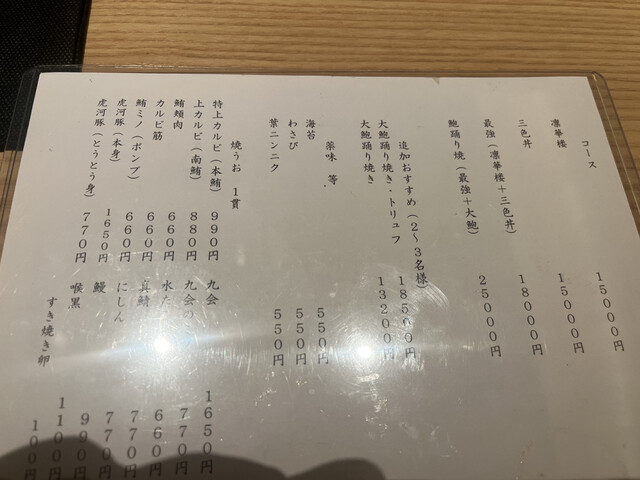 コース
凛華楼 15000円
三色丼 15000円
最強(凛華楼+三色丼) 18000円
鮑踊り焼(最強+大鮑) 25000円
追加おすすめ(2〜3名様)
大鮑踊り焼き・トリュフ 18500円
大鮑踊り焼き 13200円
薬味 等.
海苔 550円
わさび 550円
葉ニンニク 550円
焼うお 1貫
特上カルビ(本鮪) 990円
上カルビ(南鮪) 880円
鮪頬肉 660円
カルビ筋 660円
鮪ミノ(ポンプ) 660円
虎河豚(本身) 1650円
虎河豚(とうとう身) 770円
九会 1650円
九会の 770円
660円
真鯖 770円
にしん 770円
鰻 990円
喉黒 1100円
すき焼き卵 100円